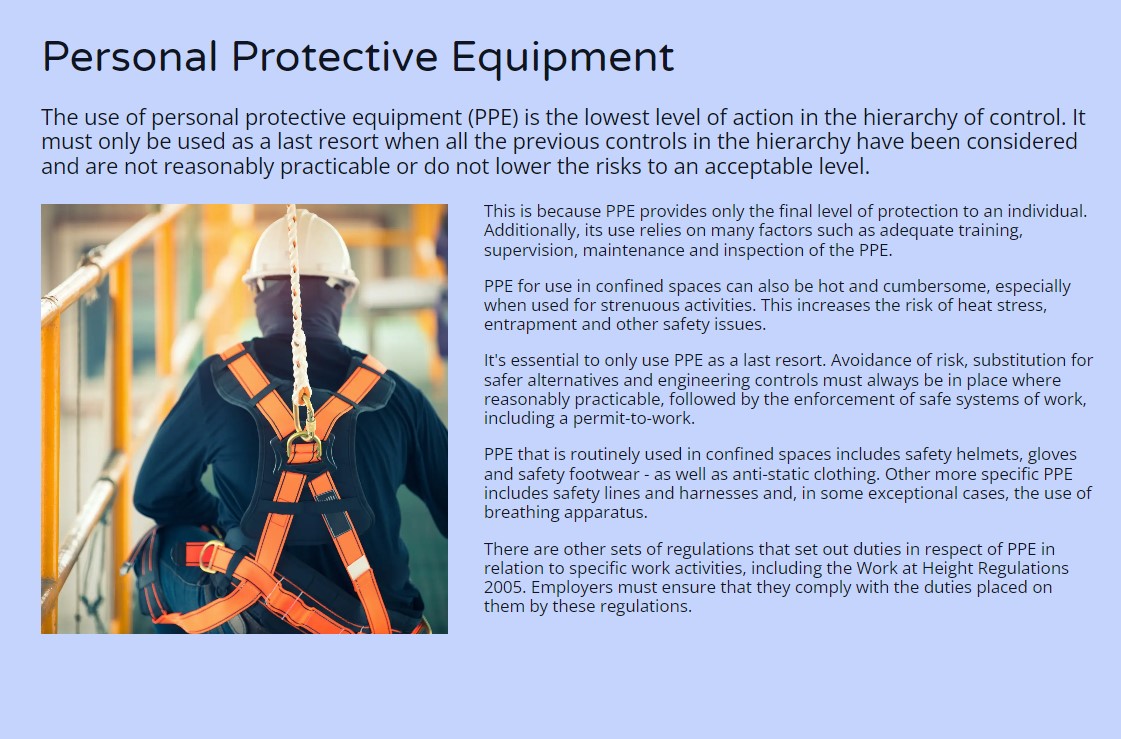 Personal Protective Equipment
The use of personal protective equipment (PPE) is the lowest level of action in the hierarchy of control. It
must only be used as a last resort when all the previous controls in the hierarchy have been considered
and are not reasonably practicable or do not lower the risks to an acceptable level.
This is because PPE provides only the final level of protection to an individual.
Additionally, its use relies on many factors such as adequate training,
supervision, maintenance and inspection of the PPE.
PPE for use in confined spaces can also be hot and cumbersome, especially
when used for strenuous activities. This increases the risk of heat stress,
entrapment and other safety issues.
It's essential to only use PPE as a last resort. Avoidance of risk, substitution for
safer alternatives and engineering controls must always be in place where
reasonably practicable, followed by the enforcement of safe systems of work,
including a permit-to-work.
PPE that is routinely used in confined spaces includes safety helmets, gloves
and safety footwear - as well as anti-static clothing. Other more specific PPE
includes safety lines and harnesses and, in some exceptional cases, the use of
breathing apparatus.
There are other sets of regulations that set out duties in respect of PPE in
relation to specific work activities, including the Work at Height Regulations
2005. Employers must ensure that they comply with the duties placed on
them by these regulations.